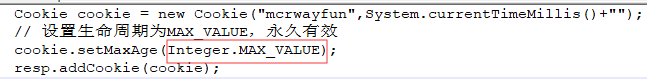 Cookie cookie = new Cookie("mcrwayfun",System.currentTimeMillis()+"");
// 设置生命周期为MAX_VALUE，永久有效
cookie.setMaxAge(Integer.MAX_VALUE);
resp.addCookie(cookie);